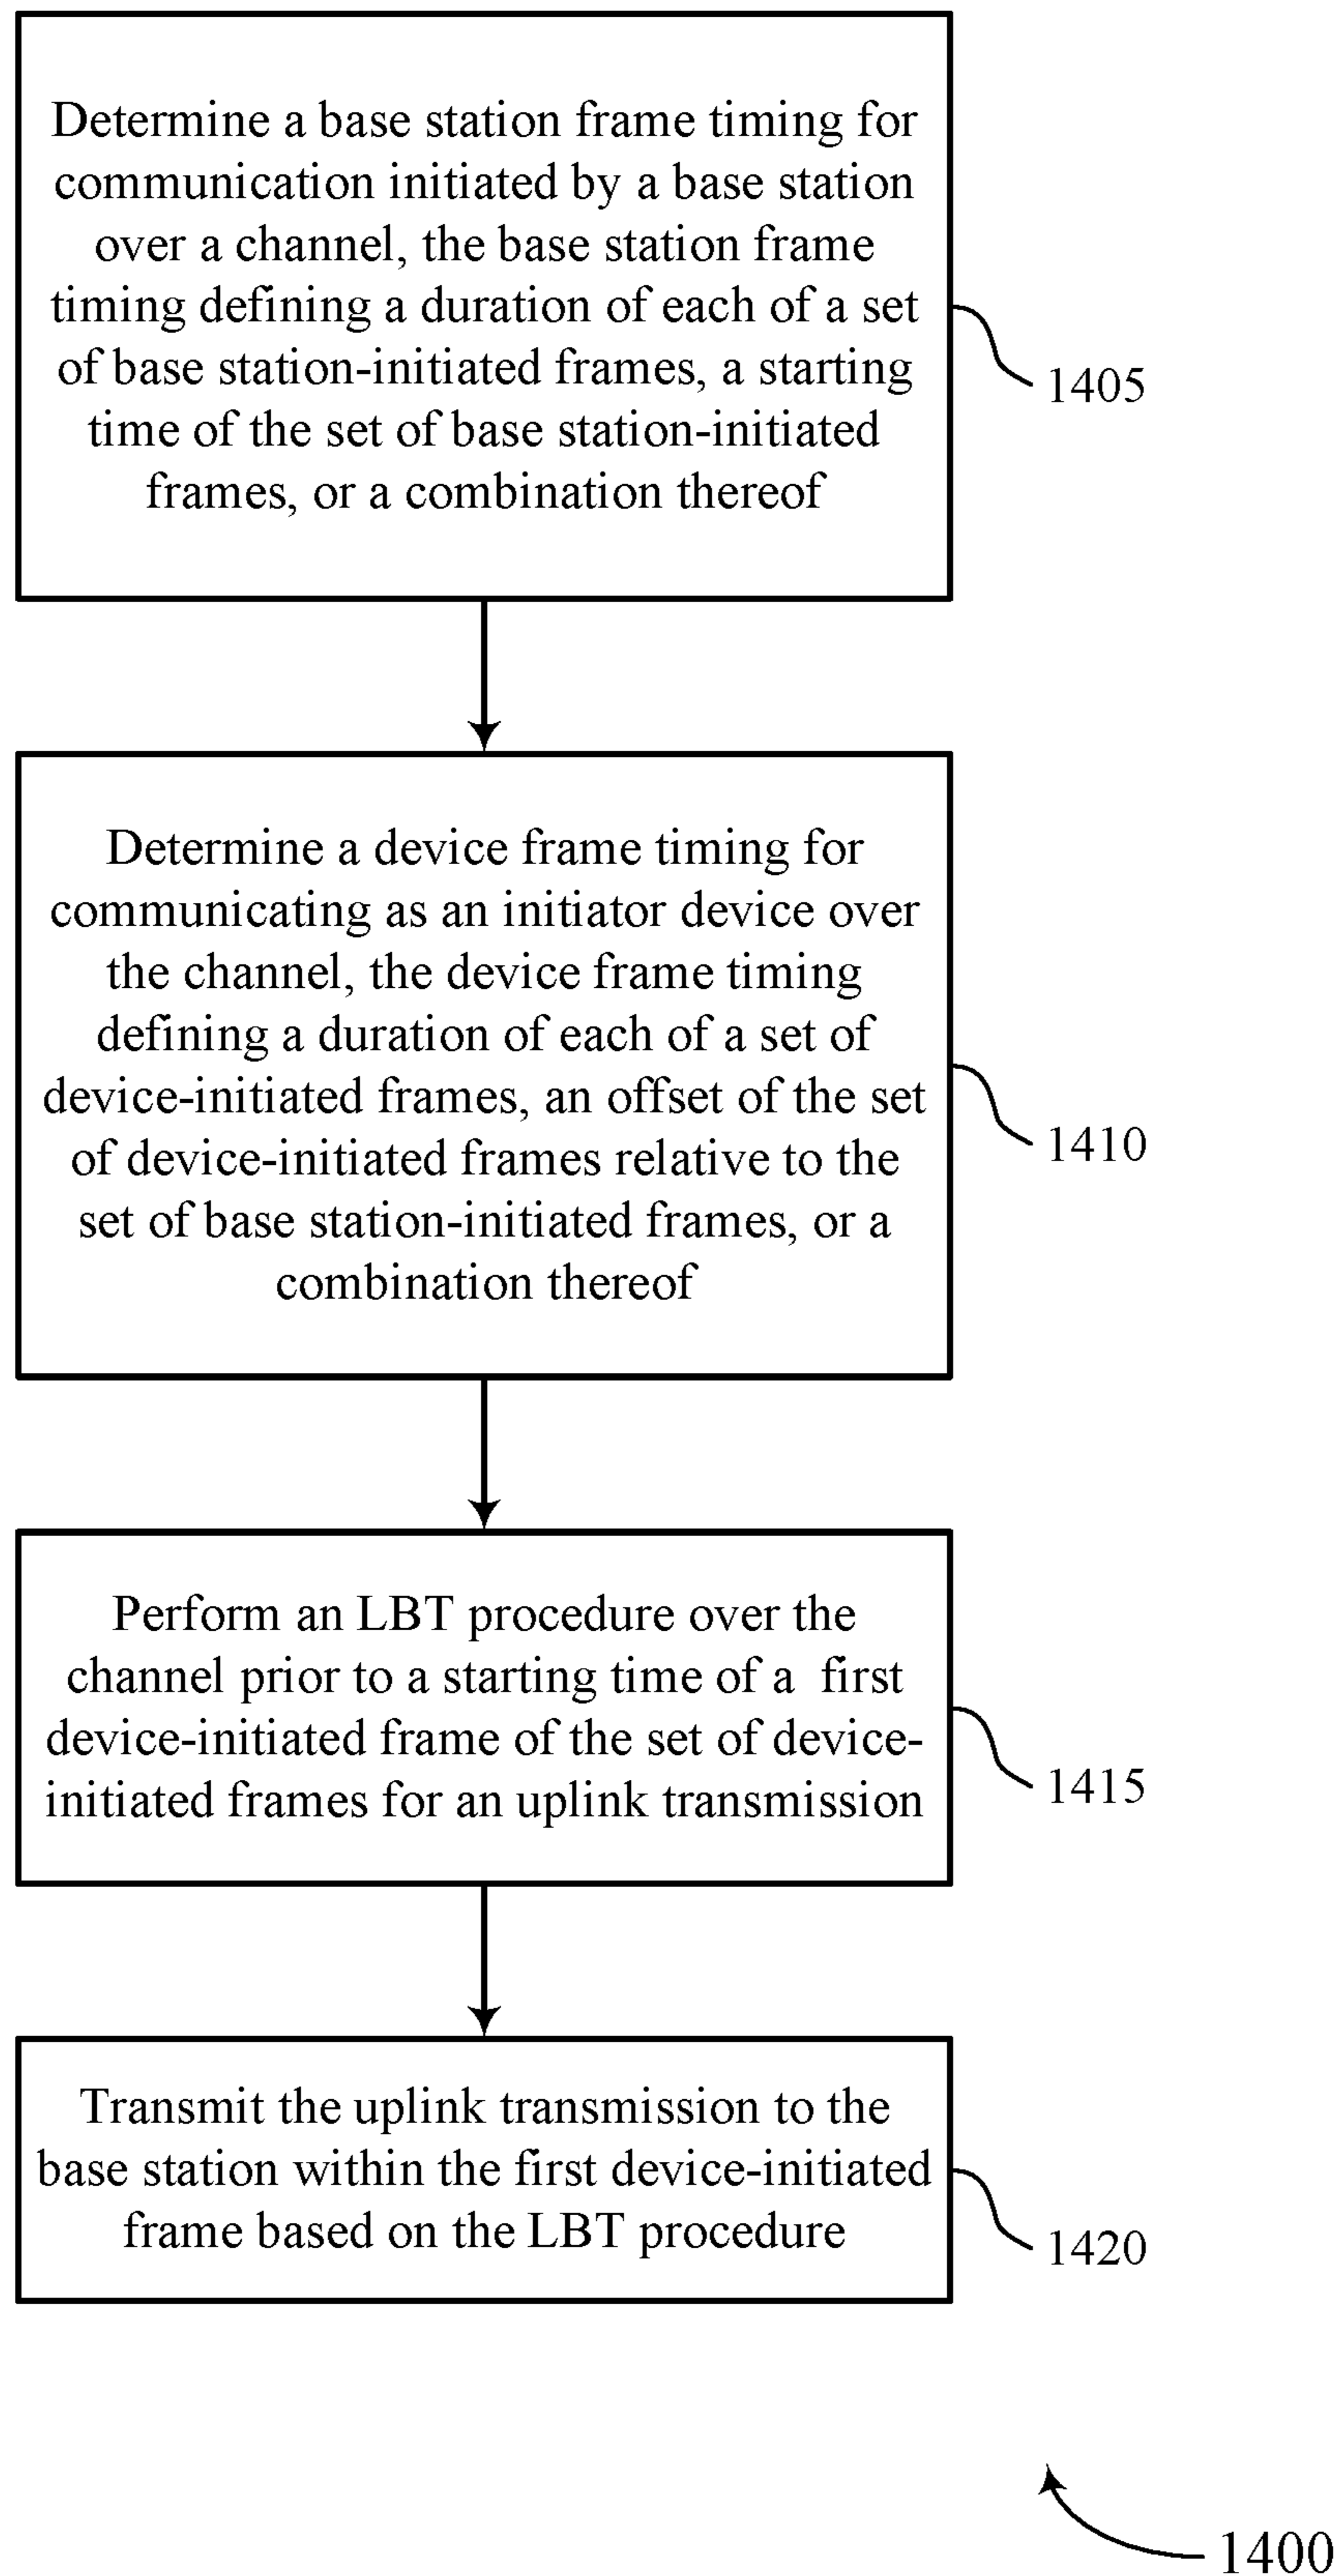 Determine a base station frame timing for
communication initiated by a base station
over a channel, the base station frame
timing defining a duration of each of a set
of base station-initiated frames, a starting
time of the set of base station-initiated
frames, or a combination thereof
1405
Determine a device frame timing for
communicating as an initiator device over
the channel, the device frame timing
defining a duration of each of a set of
device-initiated frames, an offset of the set
of device-initiated frames relative to the
set of base station-initiated frames, or a
combination thereof
1410
Perform an LBT procedure over the
channel prior to a starting time of a  first
device-initiated frame of the set of device-
initiated frames for an uplink transmission
1415
Transmit the uplink transmission to the
base station within the first device-initiated
frame based on the LBT procedure
1420
1400